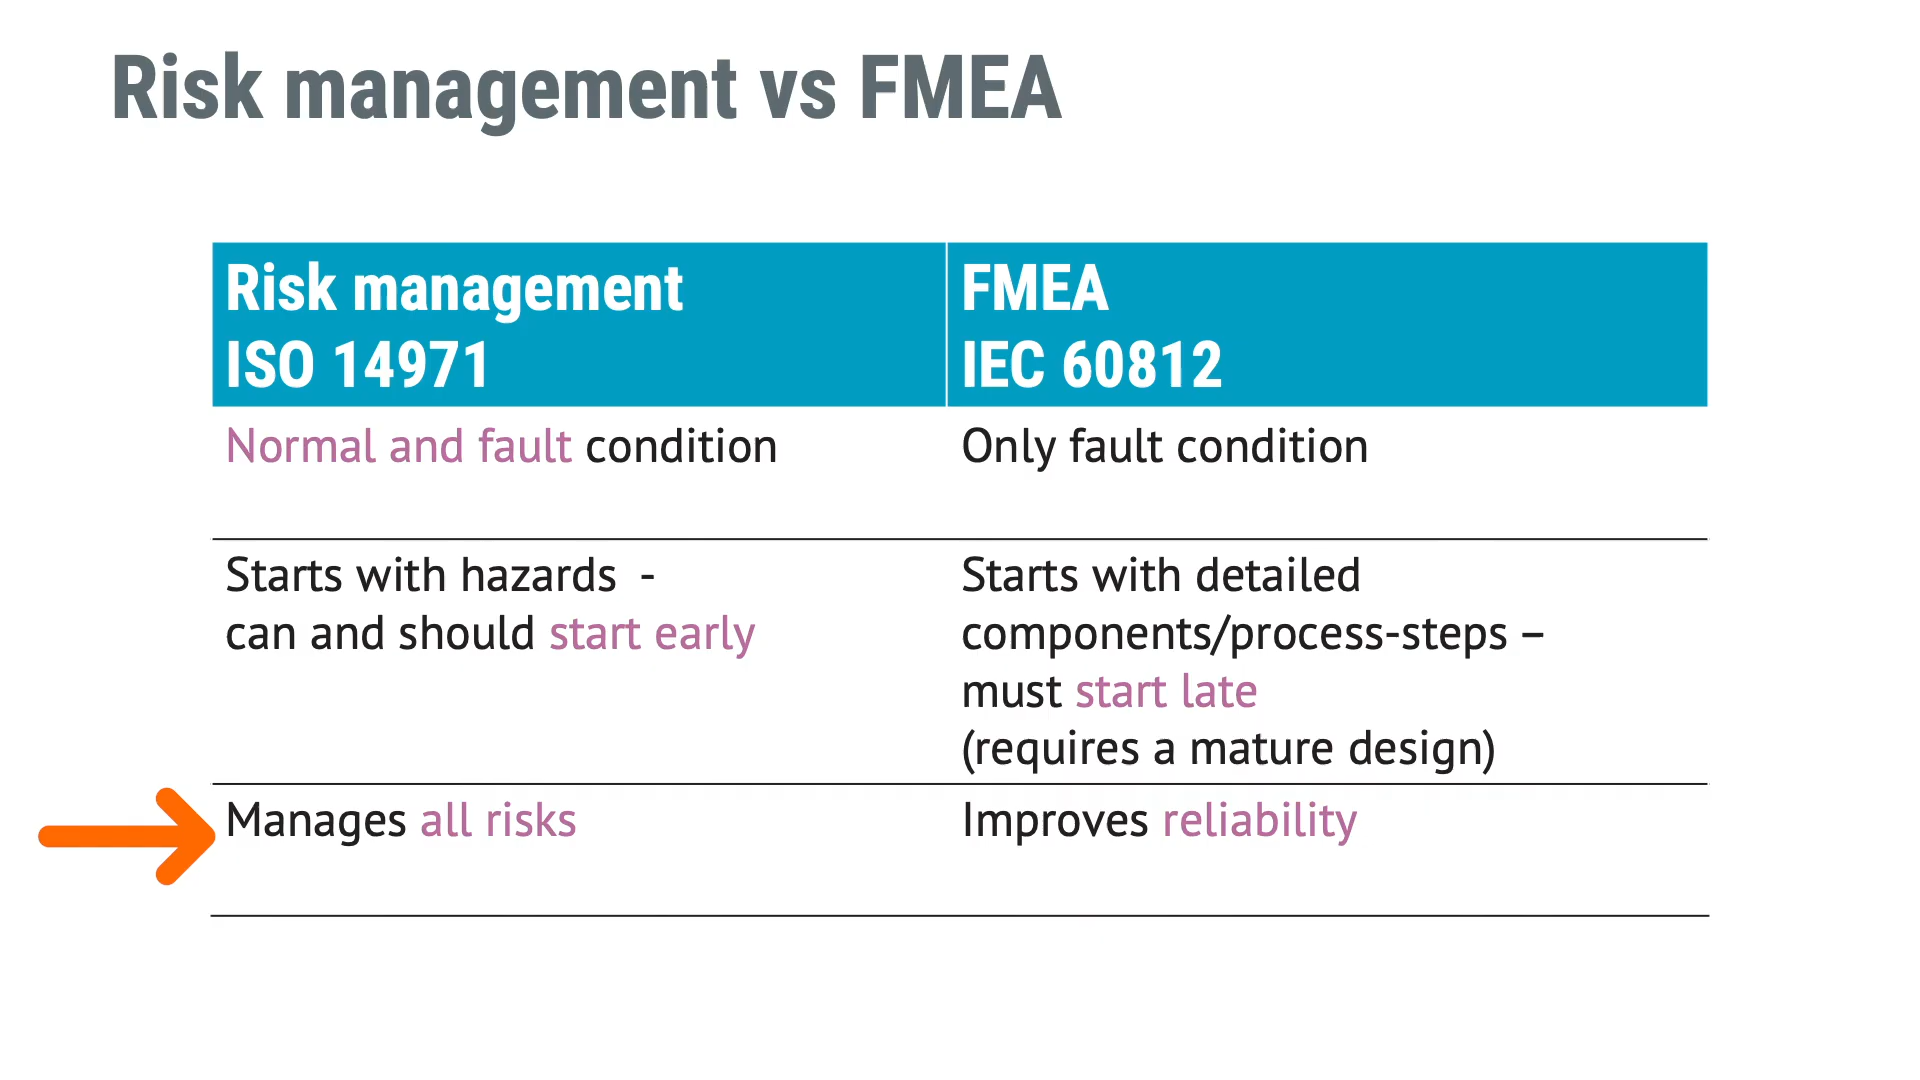 Risk management vs FMEA
Risk management
ISO 14971
FMEA
IEC 60812
Normal and fault condition
Only fault condition
Starts with hazards  -
can and should start early
Starts with detailed
components/process-steps –
must start late
(requires a mature design)
Manages all risks
Improves reliability